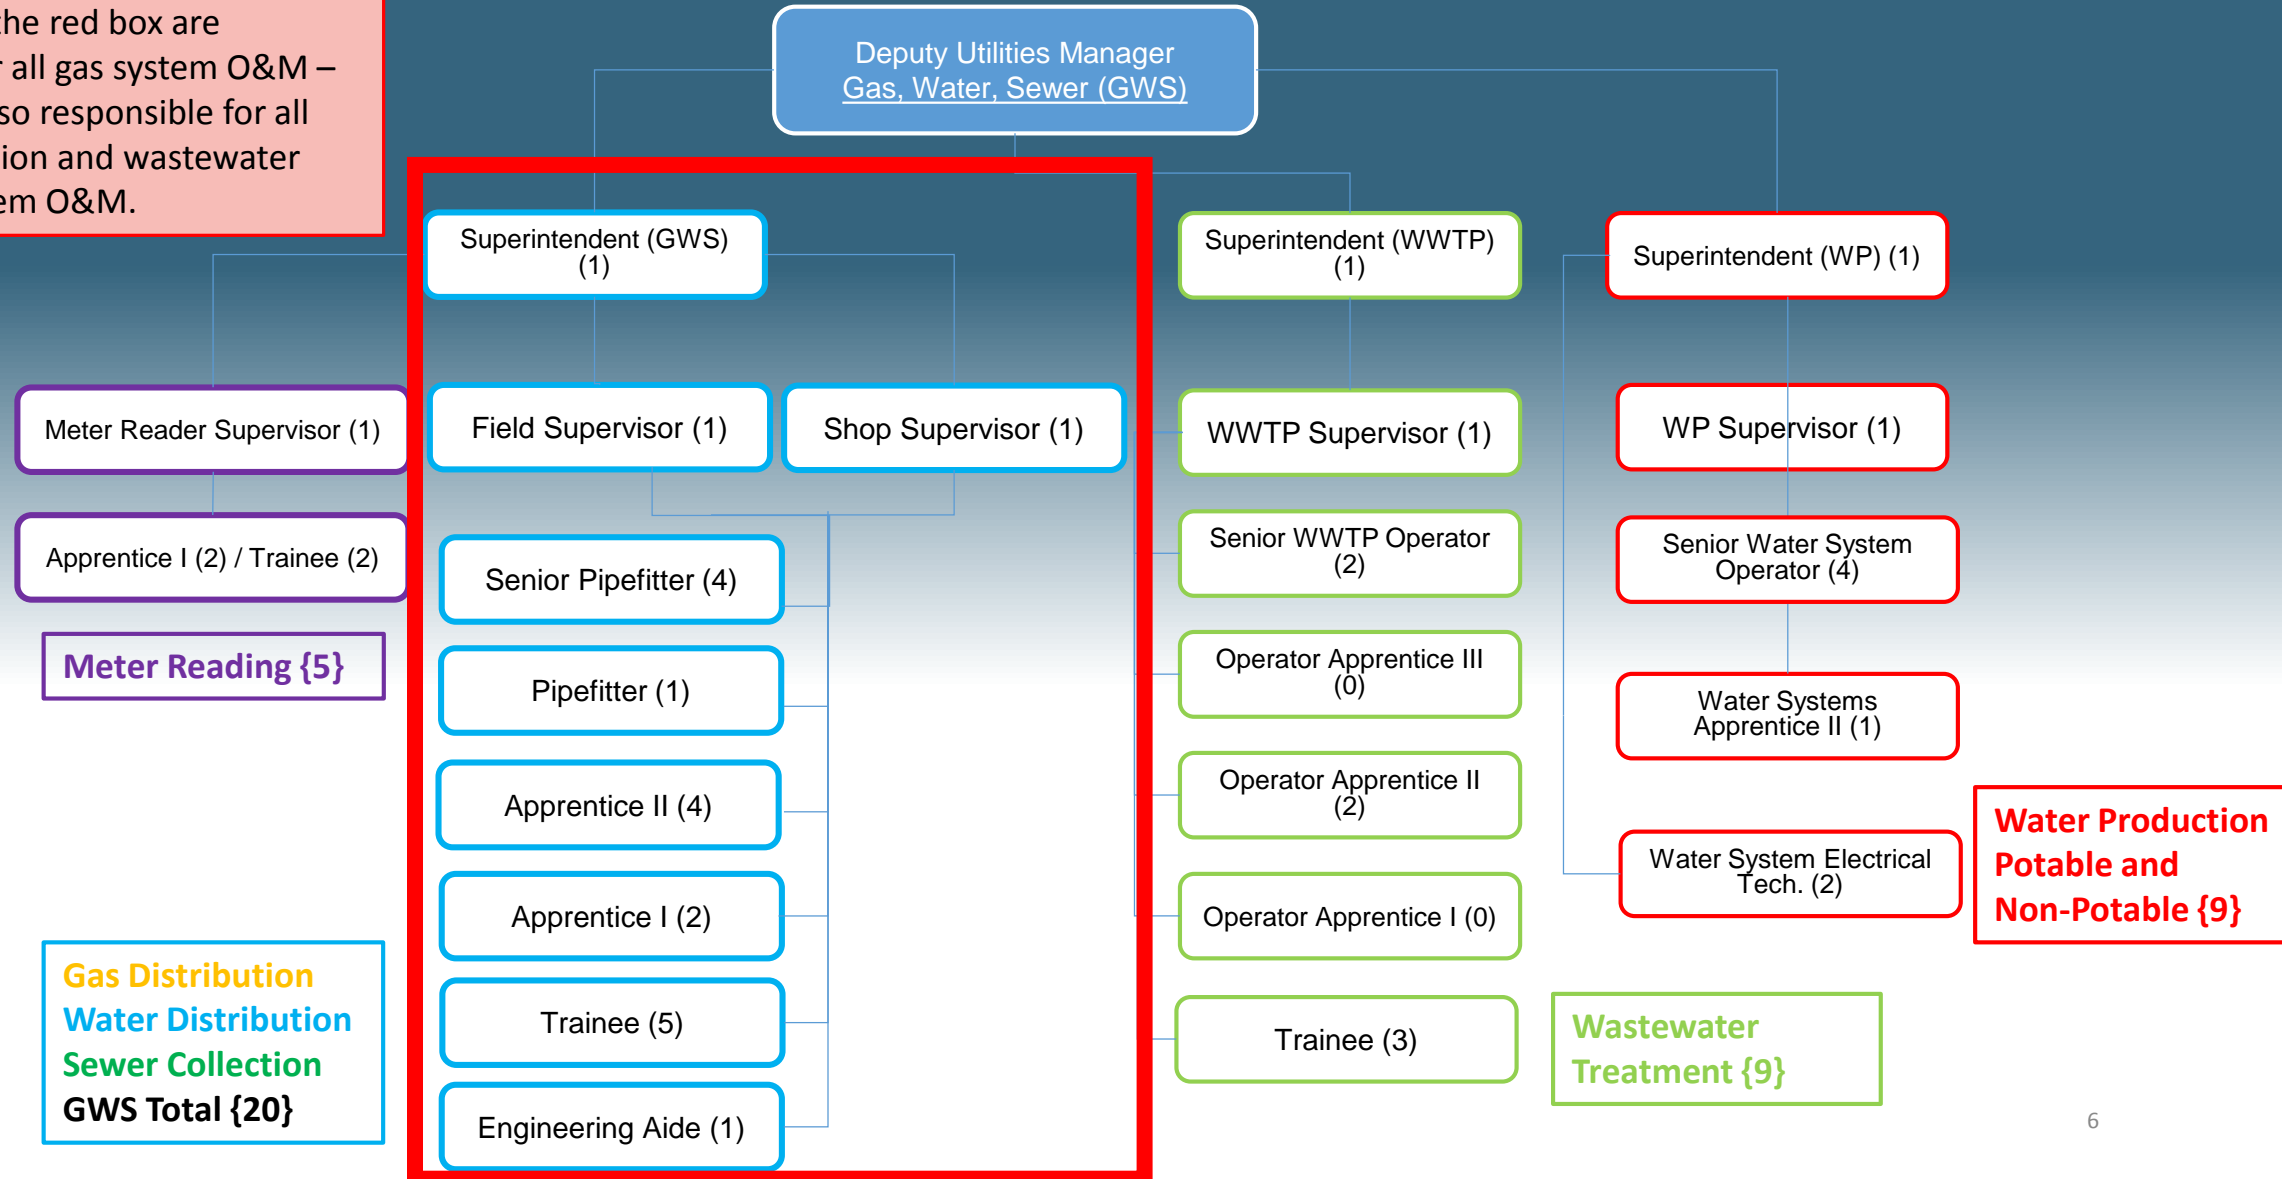 the red box are
all gas system O&M –
responsible for all
and wastewater
O&M.
Deputy Utilities Manager
Gas, Water, Sewer (GWS)
Superintendent (GWS)
(1)
Superintendent (WWTP)
(1)
Superintendent (WP) (1)
Meter Reader Supervisor (1)
Field Supervisor (1)
Shop Supervisor (1)
WWTP Supervisor (1)
WP Supervisor (1)
Apprentice I (2) / Trainee (2)
Senior Pipefitter (4)
Senior WWTP Operator
(2)
Senior Water System
Operator (4)
Meter Reading {5}
Pipefitter (1)
Operator Apprentice III
(0)
Water Systems
Apprentice II (1)
Apprentice II (4)
Operator Apprentice II
(2)
Water System Electrical
Tech. (2)
Water Production
Potable and
Non-Potable {9}
Apprentice I (2)
Operator Apprentice I (0)
Gas Distribution
Water Distribution
Sewer Collection
GWS Total {20}
Trainee (5)
Trainee (3)
Wastewater
Treatment {9}
Engineering Aide (1)
6